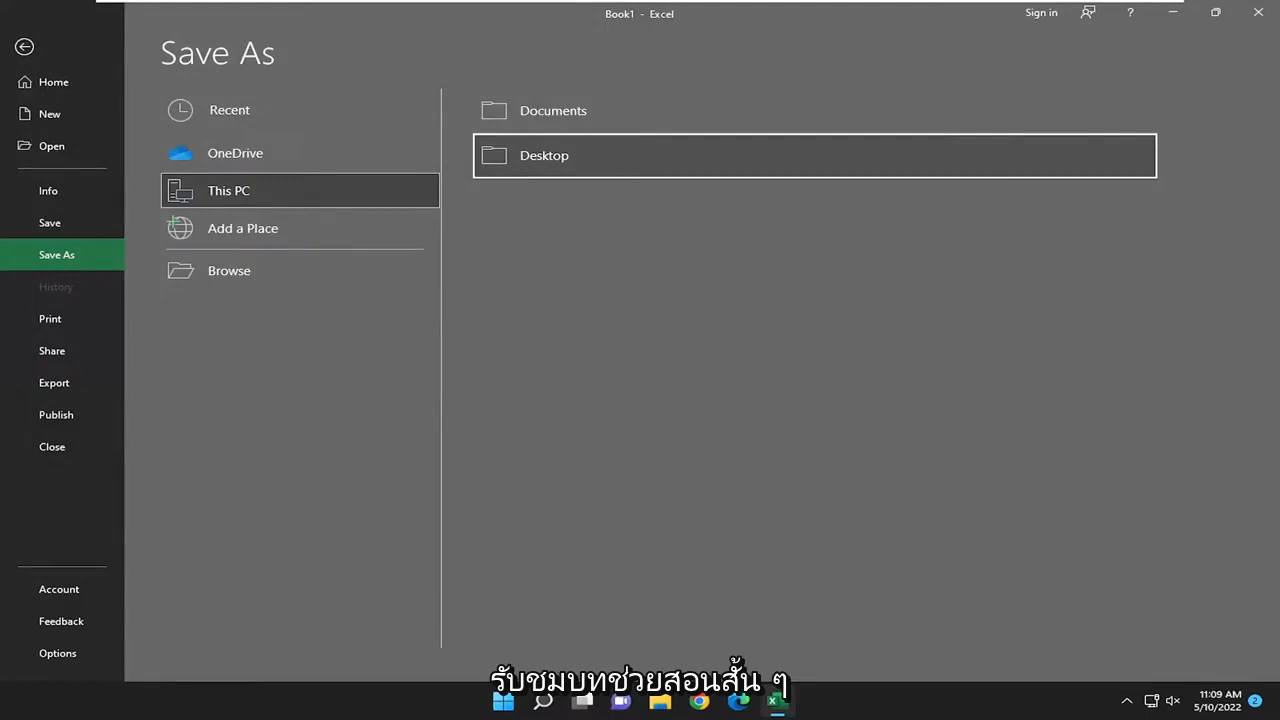 Book1 - Excel
Sign in
?
Save As
Home
New
Open
Info
Save
Save As
History
Print
Share
Export
Publish
Close
Account
Feedback
Options
Recent
OneDrive
This PC
Add a Place
Browse
Documents
Desktop
รับชมบทช่วยสอนสั้น ๆ
11:09 AM
5/10/2022
2